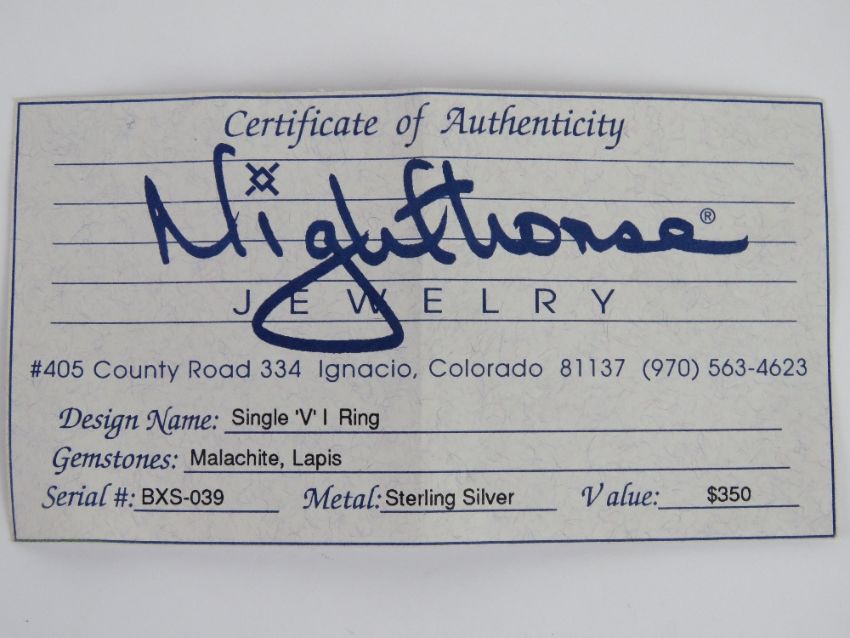 Certificate of Authenticity
Nighthorse®
JEWELRY
#405 County Road 334 Ignacio, Colorado 81137 (970) 563-4623
Design Name: Single 'V' I Ring
Gemstones: Malachite, Lapis
Serial #: BXS-039 Metal: Sterling Silver Value: $350